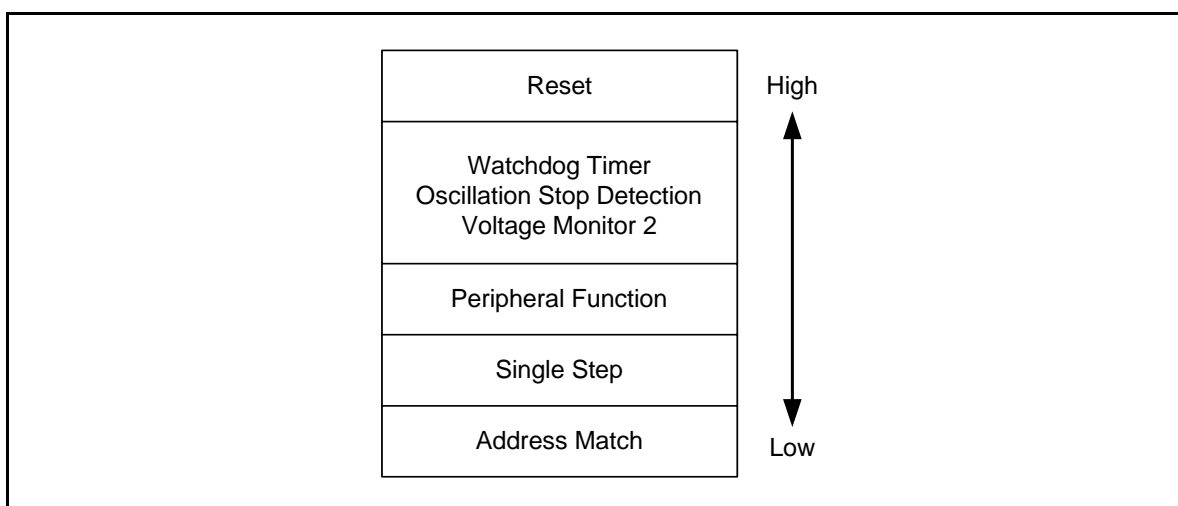 Reset
High
Watchdog Timer
Oscillation Stop Detection
Voltage Monitor 2
Peripheral Function
Single Step
Address Match
Low